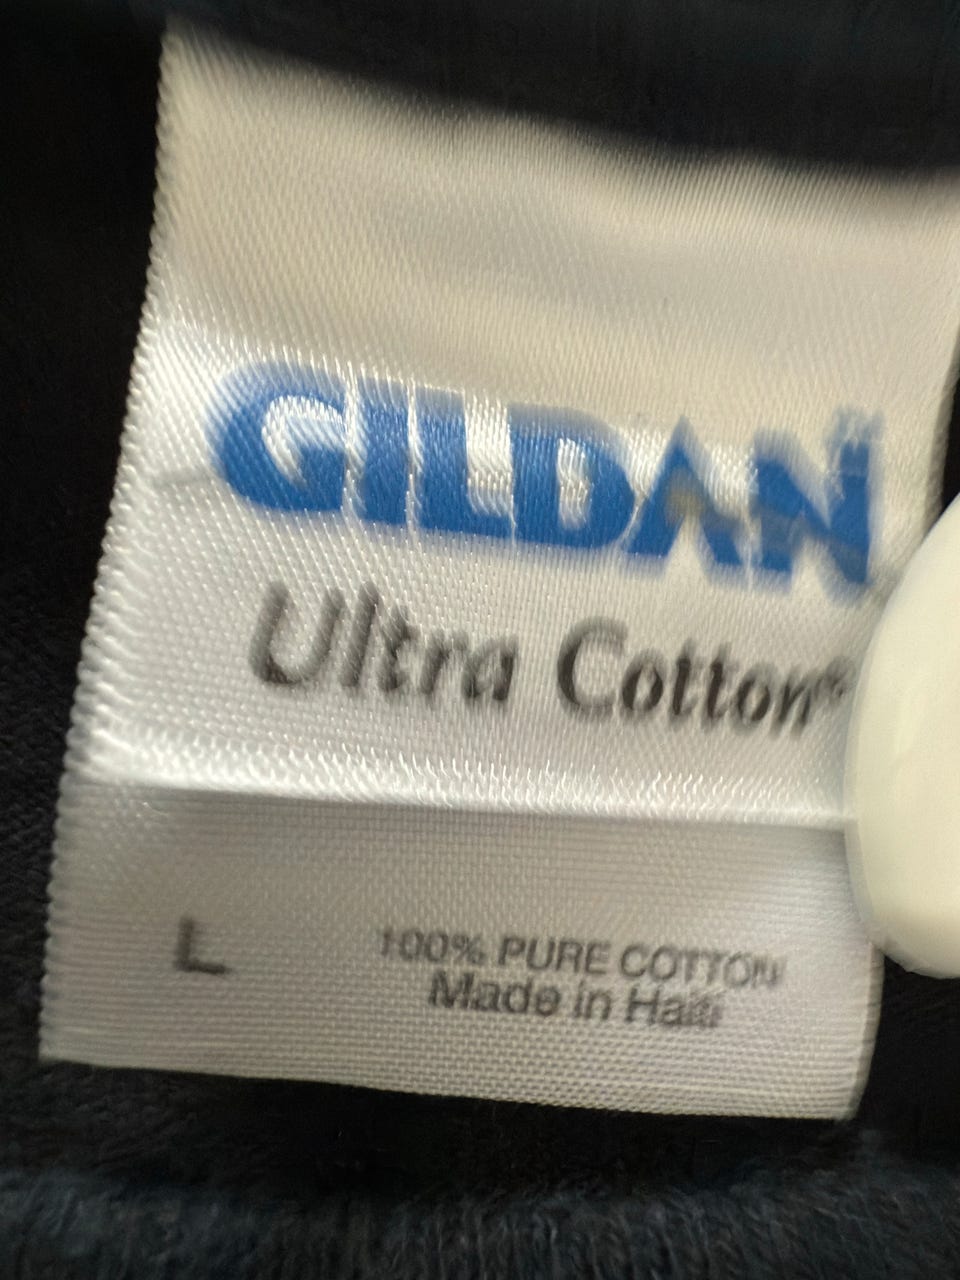 GILDAN
Ultra Cotton®
L
100% PURE COTTON
Made in Haiti